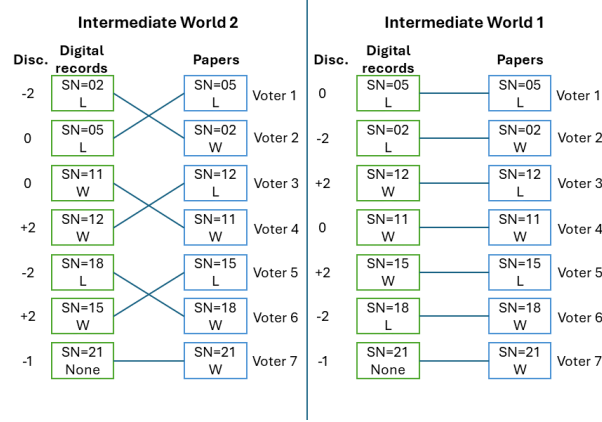 Intermediate World 2
Disc.
Digital
records
Papers
-2
SN=02
L
SN=05
L
Voter 1
0
SN=05
L
SN=02
W
Voter 2
0
SN=11
W
SN=12
L
Voter 3
+2
SN=12
W
SN=11
W
Voter 4
-2
SN=18
L
SN=15
L
Voter 5
+2
SN=15
W
SN=18
W
Voter 6
-1
SN=21
None
SN=21
W
Voter 7
Intermediate World 1
Disc.
Digital
records
Papers
0
SN=05
L
SN=05
L
Voter 1
-2
SN=02
L
SN=02
W
Voter 2
+2
SN=12
W
SN=12
L
Voter 3
0
SN=11
W
SN=11
W
Voter 4
+2
SN=15
W
SN=15
L
Voter 5
-2
SN=18
L
SN=18
W
Voter 6
-1
SN=21
None
SN=21
W
Voter 7